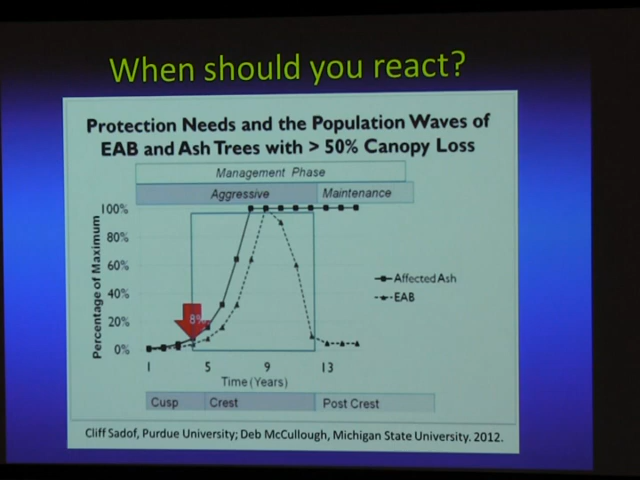 When should you react?
Protection Needs and the Population Waves of
EAB and Ash Trees with > 50% Canopy Loss
Management Phase
Aggressive
Maintenance
100%
80%
60%
40%
20%
0%
Percentage of Maximum
8%
Affected Ash
EAB
1
5
9
13
Time (Years)
Cusp
Crest
Post Crest
Cliff Sadof, Purdue University; Deb McCullough, Michigan State University. 2012.